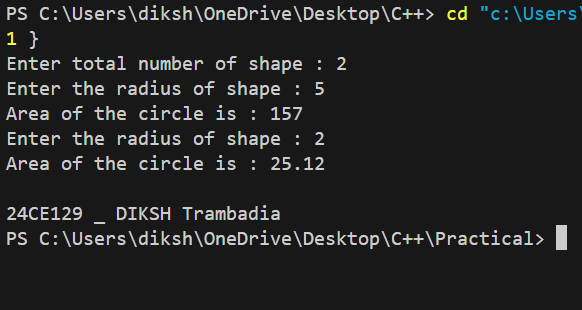 PS C:\Users\diksh\OneDrive\Desktop\C++> cd "c:\Users\
1 }
Enter total number of shape : 2
Enter the radius of shape : 5
Area of the circle is : 157
Enter the radius of shape : 2
Area of the circle is : 25.12
24CE129 _ DIKSH Trambadia
PS C:\Users\diksh\OneDrive\Desktop\C++\Practical>